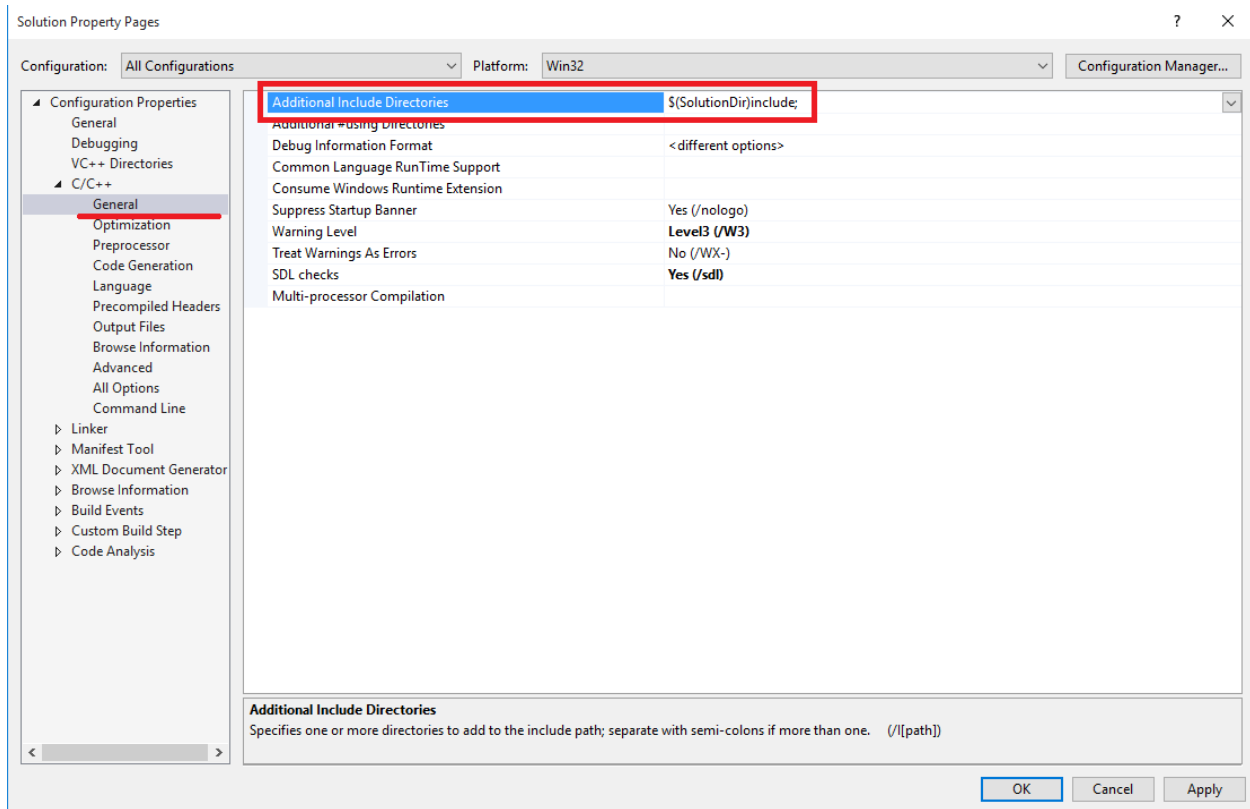 Solution Property Pages
? ×
Configuration: All Configurations Platform: Win32 Configuration Manager...
Configuration Properties
General
Debugging
VC++ Directories
C/C++
General
Optimization
Preprocessor
Code Generation
Language
Precompiled Headers
Output Files
Browse Information
Advanced
All Options
Command Line
Linker
Manifest Tool
XML Document Generator
Browse Information
Build Events
Custom Build Step
Code Analysis
Additional Include Directories $(SolutionDir)include;
Additional #using Directories
Debug Information Format <different options>
Common Language RunTime Support
Consume Windows Runtime Extension
Suppress Startup Banner Yes (/nologo)
Warning Level Level3 (/W3)
Treat Warnings As Errors No (/WX-)
SDL checks Yes (/sdl)
Multi-processor Compilation
Additional Include Directories
Specifies one or more directories to add to the include path; separate with semi-colons if more than one. (/I[path])
OK Cancel Apply